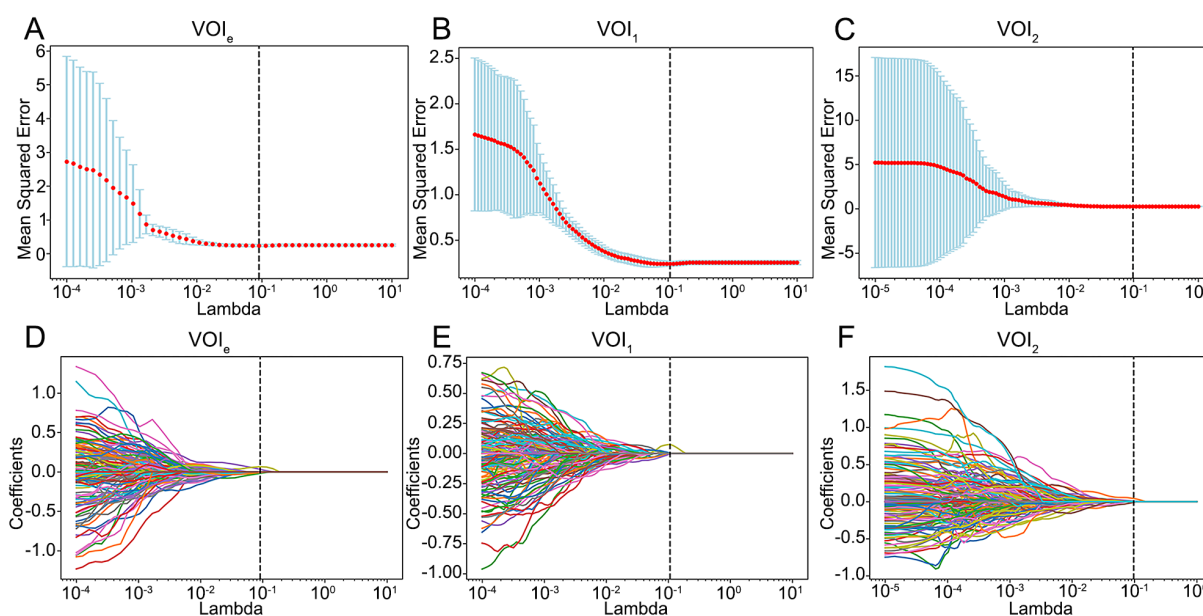 A
VOIₑ
Mean Squared Error
6
5
4
3
2
1
0
10⁻⁴ 10⁻³ 10⁻² 10⁻¹ 10⁰ 10¹
Lambda
B
VOI₁
Mean Squared Error
2.5
2.0
1.5
1.0
0.5
10⁻⁴ 10⁻³ 10⁻² 10⁻¹ 10⁰ 10¹
Lambda
C
VOI₂
Mean Squared Error
15
10
5
0
-5
10⁻⁵ 10⁻⁴ 10⁻³ 10⁻² 10⁻¹ 10
Lambda
D
VOIₑ
Coefficients
1.0
0.5
0.0
-0.5
-1.0
10⁻⁴ 10⁻³ 10⁻² 10⁻¹ 10⁰ 10¹
Lambda
E
VOI₁
Coefficients
0.75
0.50
0.25
0.00
-0.25
-0.50
-0.75
-1.00
10⁻⁴ 10⁻³ 10⁻² 10⁻¹ 10⁰ 10¹
Lambda
F
VOI₂
Coefficients
1.5
1.0
0.5
0.0
-0.5
-1.0
10⁻⁵ 10⁻⁴ 10⁻³ 10⁻² 10⁻¹ 10
Lambda